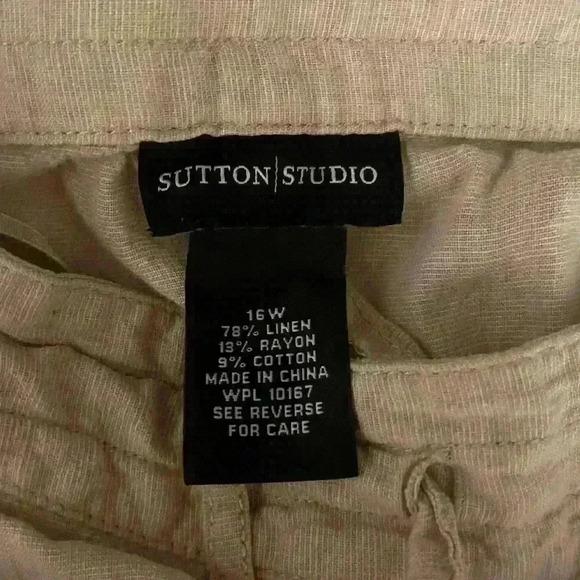 SUTTON|STUDIO
16W
78% LINEN
13% RAYON
9% COTTON
MADE IN CHINA
WPL 10167
SEE REVERSE
FOR CARE